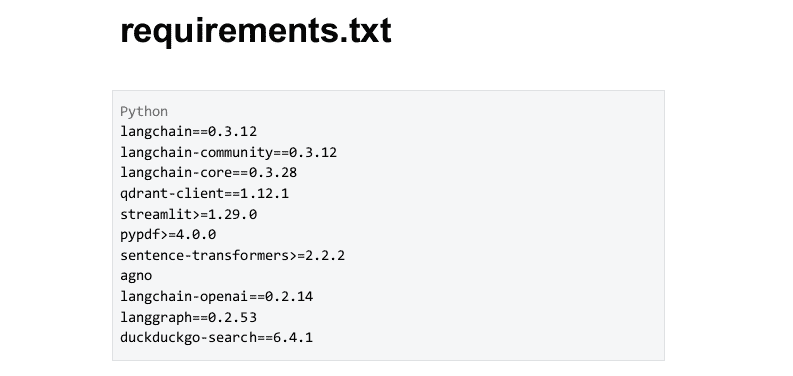 requirements.txt
Python
langchain==0.3.12
langchain-community==0.3.12
langchain-core==0.3.28
qdrant-client==1.12.1
streamlit>=1.29.0
pypdf>=4.0.0
sentence-transformers>=2.2.2
agno
langchain-openai==0.2.14
langgraph==0.2.53
duckduckgo-search==6.4.1